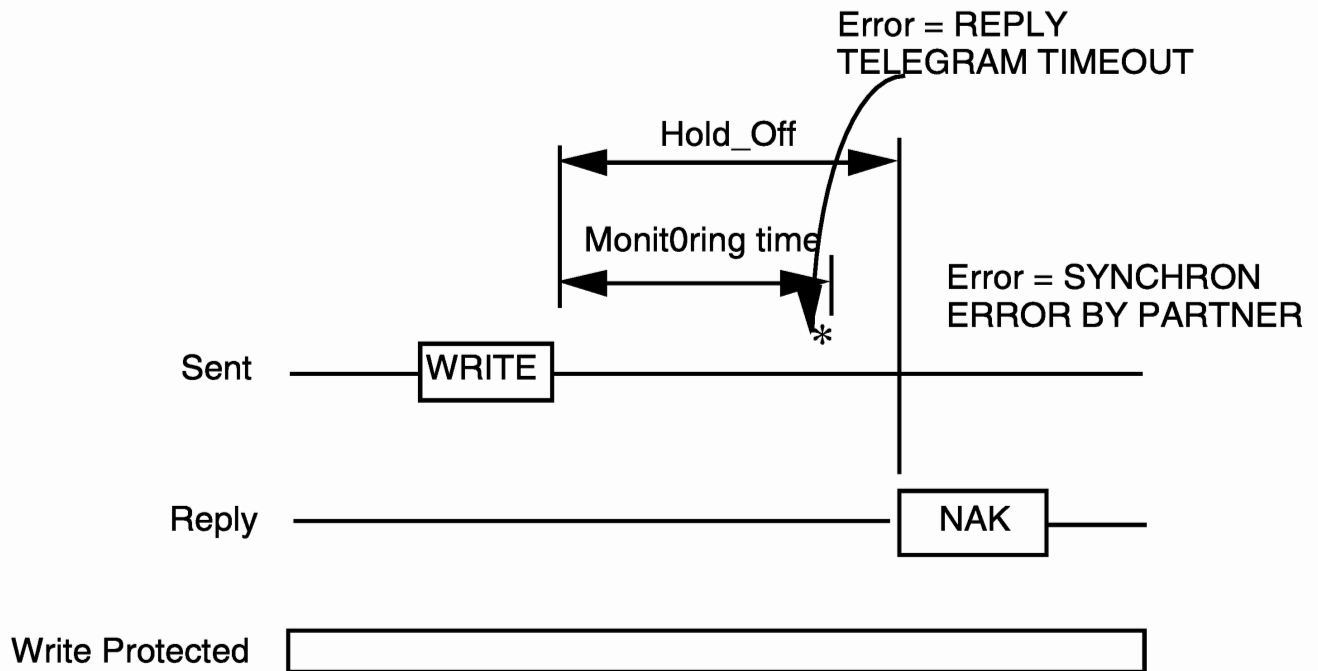 Error = REPLY
TELEGRAM TIMEOUT
Hold_Off
Monit0ring time
Error = SYNCHRON
ERROR BY PARTNER
Sent
WRITE
Reply
NAK
Write Protected